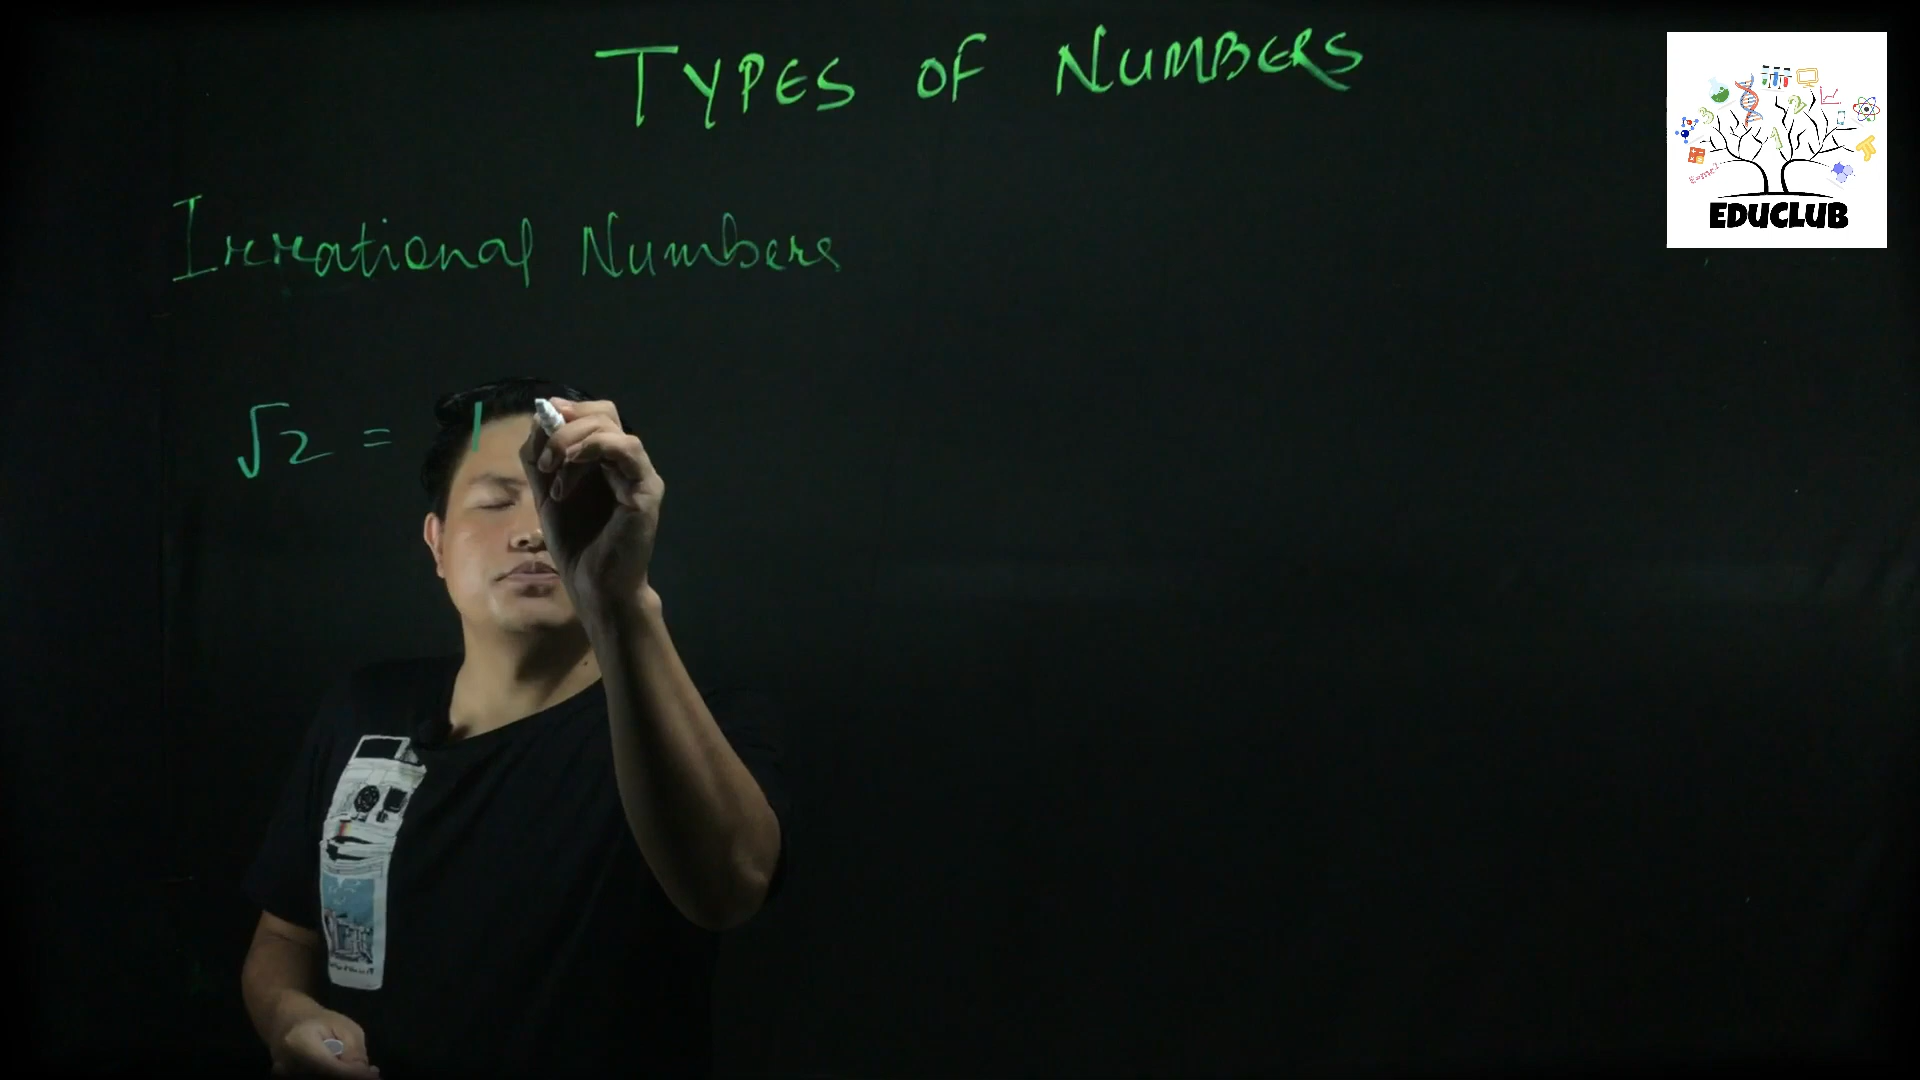 TYPES OF NUMBERS
EDUCLUB
Irrational Numbers
√2 = 1